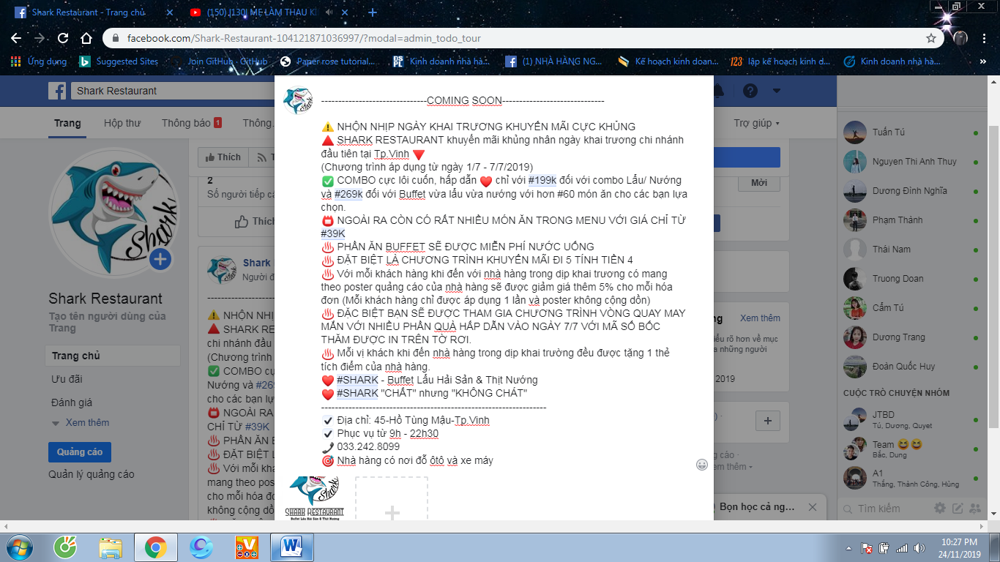 Shark Restaurant - Trang chủ
(150) [130] MẸ LÀM THAU K
facebook.com/Shark-Restaurant-104121871036997/?modal=admin_todo_tour
Ứng dụng
Suggested Sites
Join GitHub · GitHub
Paper rose tutorial....
Kinh doanh nhà hà...
(1) NHÀ HÀNG NG...
Kế hoạch kinh doan...
lập kế hoạch kinh d...
Kinh doanh nhà hà...
»
Shark Restaurant
Trang
Hộp thư
Thông báo 1
Thông.
Trợ giúp
Thích
2
Số người tiếp c
Mời
Thích
Shark
Shark Restaurant
Tạo tên người dùng của
Trang
Trang chủ
Ưu đãi
Đánh giá
Xem thêm
Quảng cáo
Quản lý quảng cáo
Shark
Người đ
⚠ NHỘN NHỊ
🔺 SHARK RE
chi nhánh đầu
(Chương trình
✅ COMBO cự
Nướng và #269
cho các bạn lự
📛 NGOÀI RA
CHỈ TỪ #39K
♨ PHẦN ĂN B
♨ ĐẶT BIỆT L
♨ Với mỗi khá
mang theo pos
cho mỗi hóa đơ
không cộng dồ
-------------------------------COMING SOON------------------------------
⚠ NHỘN NHỊP NGÀY KHAI TRƯƠNG KHUYẾN MÃI CỰC KHỦNG
🔺 SHARK RESTAURANT khuyến mãi khủng nhân ngày khai trương chi nhánh
đầu tiên tại Tp.Vinh 🔻
(Chương trình áp dụng từ ngày 1/7 - 7/7/2019)
✅ COMBO cực lôi cuốn, hấp dẫn ❤ chỉ với #199k đối với combo Lẩu/ Nướng
và #269k đối với Buffet vừa lẩu vừa nướng với hơn #60 món ăn cho các bạn lựa
chọn.
📛 NGOÀI RA CÒN CÓ RẤT NHIỀU MÓN ĂN TRONG MENU VỚI GIÁ CHỈ TỪ
#39K
♨ PHẦN ĂN BUFFET SẼ ĐƯỢC MIỄN PHÍ NƯỚC UỐNG
♨ ĐẶT BIỆT LÀ CHƯƠNG TRÌNH KHUYẾN MÃI ĐI 5 TÍNH TIỀN 4
♨ Với mỗi khách hàng khi đến với nhà hàng trong dịp khai trương có mang
theo poster quảng cáo của nhà hàng sẽ được giảm giá thêm 5% cho mỗi hóa
đơn (Mỗi khách hàng chỉ được áp dụng 1 lần và poster không cộng dồn)
♨ ĐẶC BIỆT BẠN SẼ ĐƯỢC THAM GIA CHƯƠNG TRÌNH VÒNG QUAY MAY
MẮN VỚI NHIỀU PHẦN QUÀ HẤP DẪN VÀO NGÀY 7/7 VỚI MÃ SỐ BỐC
THĂM ĐƯỢC IN TRÊN TỜ RƠI.
♨ Mỗi vị khách khi đến nhà hàng trong dịp khai trường đều được tặng 1 thẻ
tích điểm của nhà hàng.
❤ #SHARK - Buffet Lẩu Hải Sản & Thịt Nướng
❤ #SHARK "CHẤT" nhưng "KHÔNG CHÁT"
------------------------------------------------------------------
✔ Địa chỉ: 45-Hồ Tùng Mậu-Tp.Vinh
✔ Phục vụ từ 9h - 22h30
📞 033.242.8099
🎯 Nhà hàng có nơi đỗ ôtô và xe máy
Shark
SHARK RESTAURANT
Buffet Lẩu Hải Sản & Thịt Nướng
Xem thêm
iểu rõ hơn về mục
a những người
2019
êm thêm
Bọn học cả ng...
Tuấn Tú
Nguyen Thi Anh Thuy
Dương Đình Nghĩa
Phạm Thành
Thái Nam
Truong Doan
Cẩm Tú
Dương Trang
Đoàn Quốc Huy
CUỘC TRÒ CHUYỆN NHÓM
JTBD
Tú, Dương, Quyet
Team 😆😆
Bắc, Dung
A1
Thắng, Thành Công, Hùng
Tìm kiếm
10:27 PM
24/11/2019